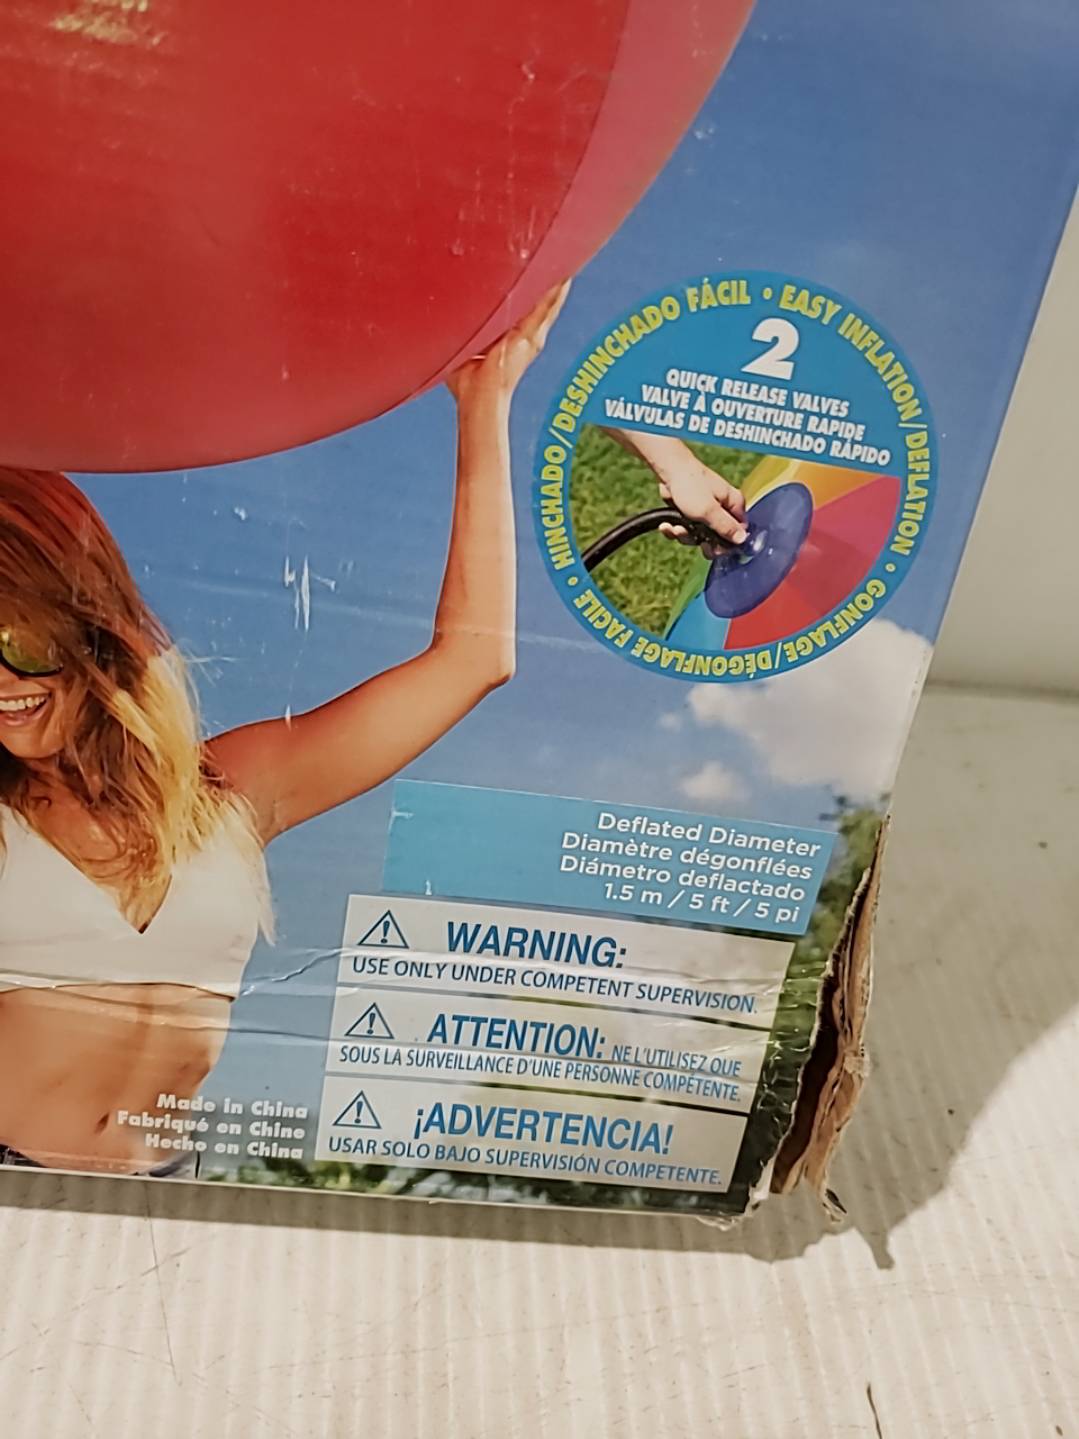 HINCHADO/DESHINCHADO FÁCIL • EASY INFLATION/DEFLATION • GONFLAGE/DÉGONFLAGE FACILE •
2
QUICK RELEASE VALVES
VALVE À OUVERTURE RAPIDE
VÁLVULAS DE DESHINCHADO RÁPIDO
Deflated Diameter
Diamètre dégonflées
Diámetro deflactado
1.5 m / 5 ft / 5 pi
WARNING:
USE ONLY UNDER COMPETENT SUPERVISION.
ATTENTION: NE L'UTILISEZ QUE
SOUS LA SURVEILLANCE D'UNE PERSONNE COMPÉTENTE.
¡ADVERTENCIA!
USAR SOLO BAJO SUPERVISIÓN COMPETENTE.
Made in China
Fabriqué en Chine
Hecho en China